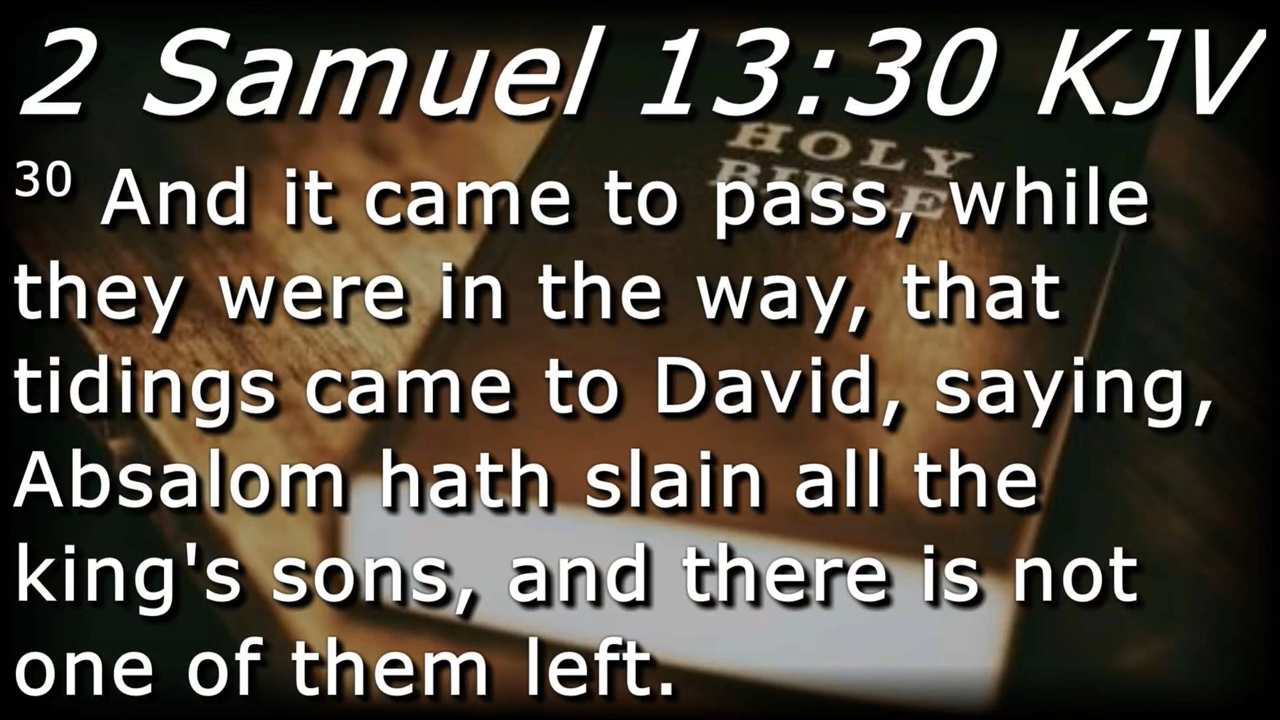 2 Samuel 13:30 KJV
HOLY
BIBLE
30 And it came to pass, while
they were in the way, that
tidings came to David, saying,
Absalom hath slain all the
king's sons, and there is not
one of them left.